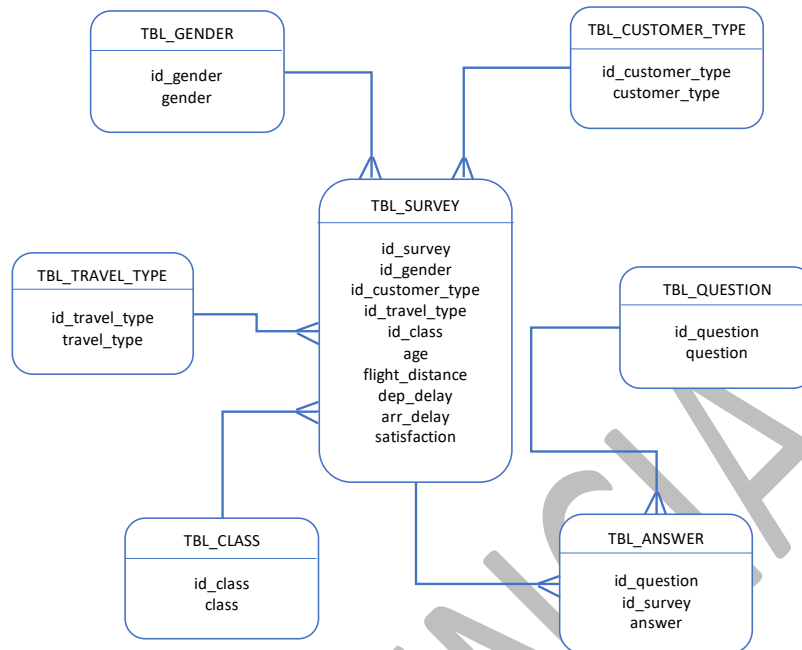 TBL_GENDER
id_gender
gender
TBL_CUSTOMER_TYPE
id_customer_type
customer_type
TBL_SURVEY
id_survey
id_gender
id_customer_type
id_travel_type
id_class
age
flight_distance
dep_delay
arr_delay
satisfaction
TBL_TRAVEL_TYPE
id_travel_type
travel_type
TBL_QUESTION
id_question
question
TBL_CLASS
id_class
class
TBL_ANSWER
id_question
id_survey
answer